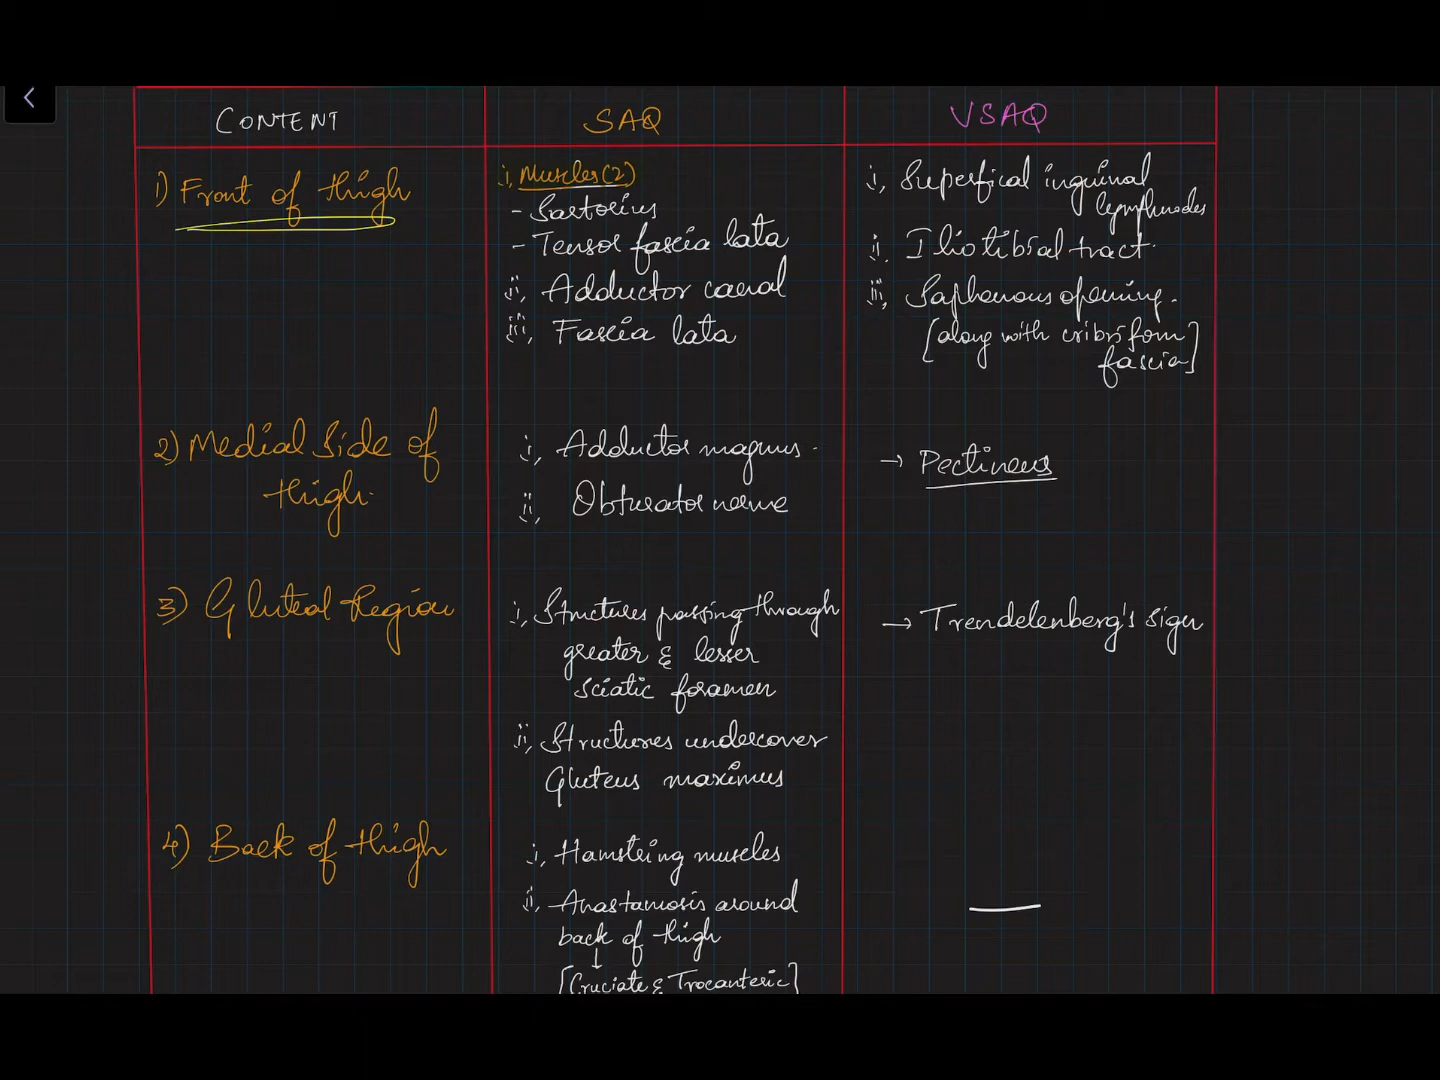 CONTENT
SAQ
VSAQ
1) Front of thigh
i, Muscles(2)
- Sartorius
- Tensor fascia lata
ii, Adductor canal
iii, Fascia lata
i, Superfical inguinal
lymphnodes
ii. Iliotibial tract.
iii, Saphenous opening.
[along with cribriform
fascia]
2) Medial Side of
thigh.
i, Adductor magnus.
ii, Obturator nerve
→ Pectineus
3) Gluteal Region
i, Structures passing through
greater & lesser
sciatic foramen
ii, Structures undercover
Gluteus maximus
→ Trendelenberg's sign
4) Back of thigh
i, Hamstring muscles
ii, Anastamosis around
back of thigh
↓
[Cruciate & Trocanteric]